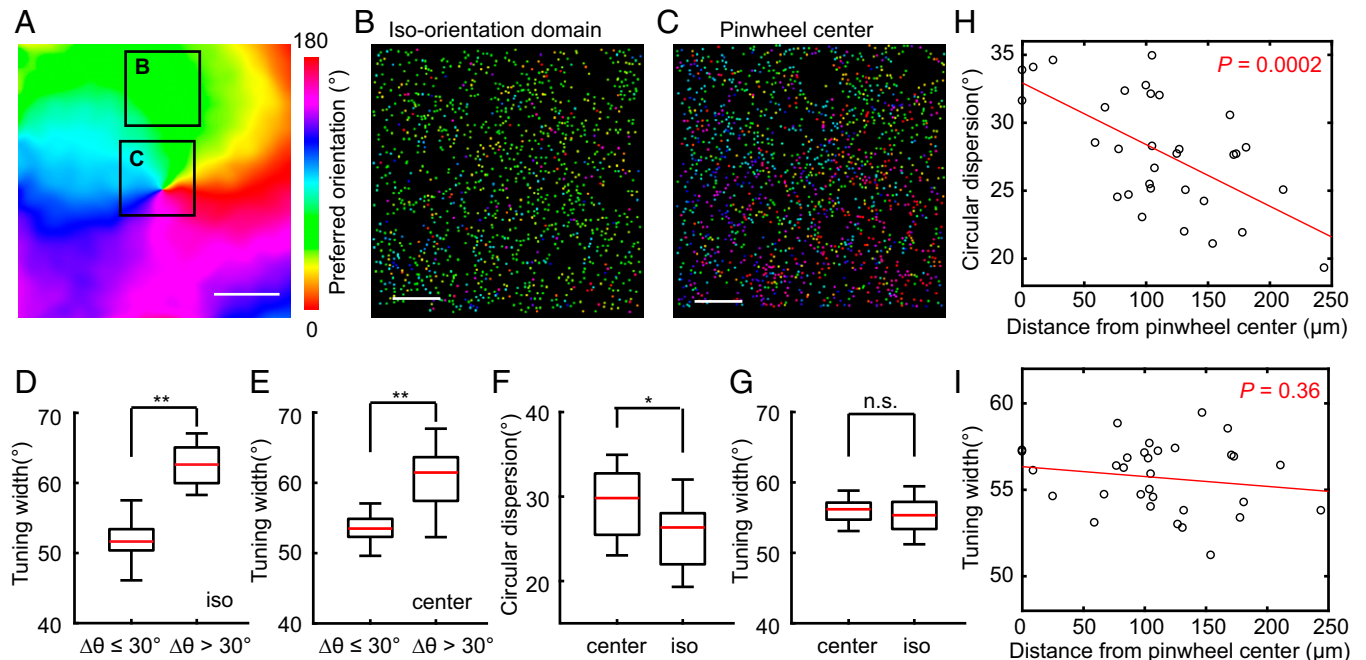 A
B
C
180
0
Preferred orientation (°)
B Iso-orientation domain
C Pinwheel center
H
P = 0.0002
Circular dispersion(°)
35
30
25
20
0 50 100 150 200 250
Distance from pinwheel center (µm)
D
**
Tuning width(°)
70
60
50
40
iso
Δθ ≤ 30° Δθ > 30°
E
**
Tuning width(°)
70
60
50
40
center
Δθ ≤ 30° Δθ > 30°
F
*
Circular dispersion(°)
40
30
20
center iso
G
n.s.
Tuning width(°)
70
60
50
40
center iso
I
P = 0.36
Tuning width(°)
60
55
50
0 50 100 150 200 250
Distance from pinwheel center (µm)